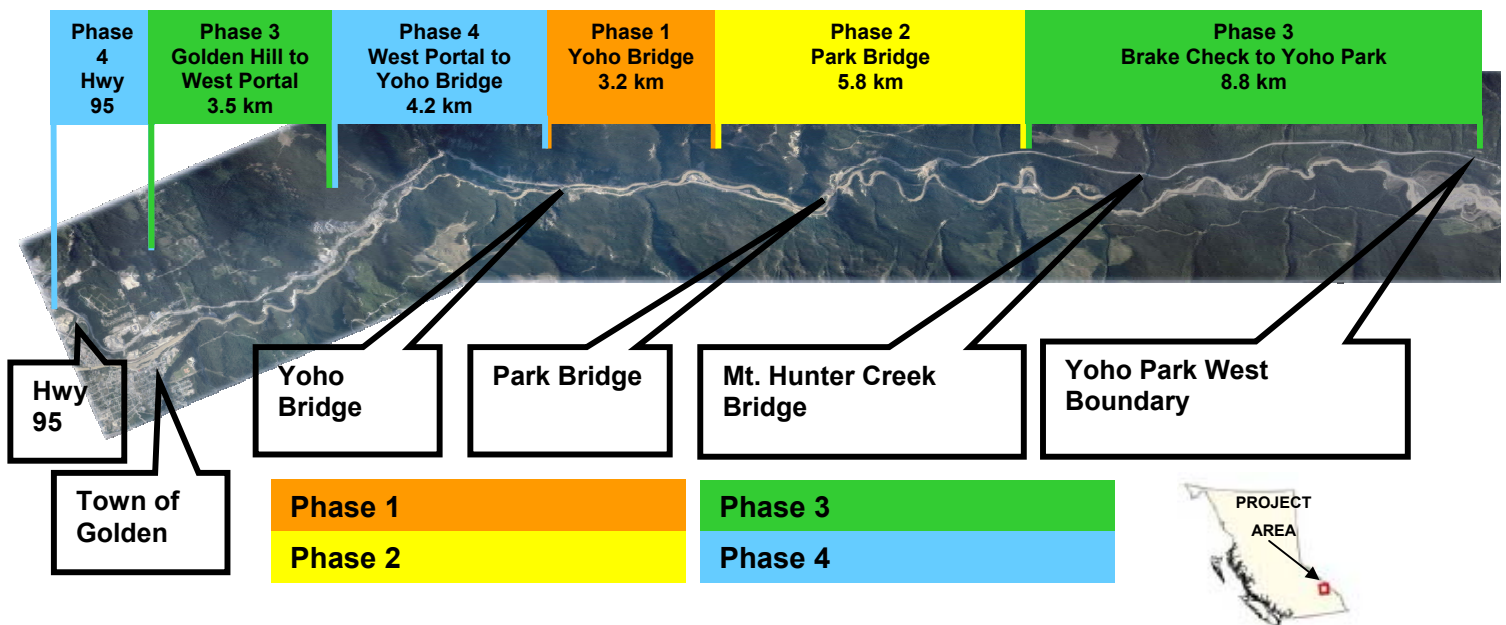 Phase
4
Hwy
95
Phase 3
Golden Hill to
West Portal
3.5 km
Phase 4
West Portal to
Yoho Bridge
4.2 km
Phase 1
Yoho Bridge
3.2 km
Phase 2
Park Bridge
5.8 km
Phase 3
Brake Check to Yoho Park
8.8 km
Hwy
95
Town of
Golden
Yoho
Bridge
Park Bridge
Mt. Hunter Creek
Bridge
Yoho Park West
Boundary
Phase 1
Phase 2
Phase 3
Phase 4
PROJECT
AREA